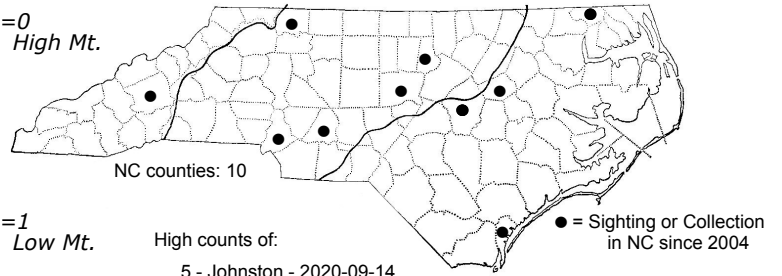 =0
High Mt.
NC counties: 10
=1
Low Mt.
High counts of:
5 - Johnston - 2020-09-14
● = Sighting or Collection
in NC since 2004